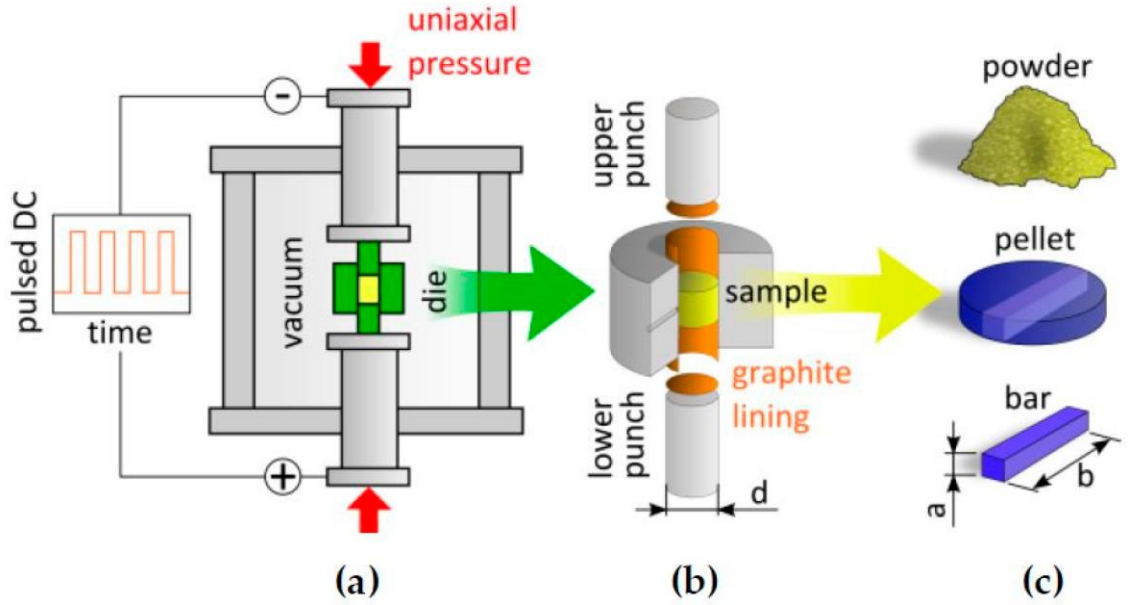 uniaxial
pressure
-
pulsed DC
time
vacuum
die
+
(a)
upper
punch
sample
graphite
lining
lower
punch
d
(b)
powder
pellet
bar
a
b
(c)